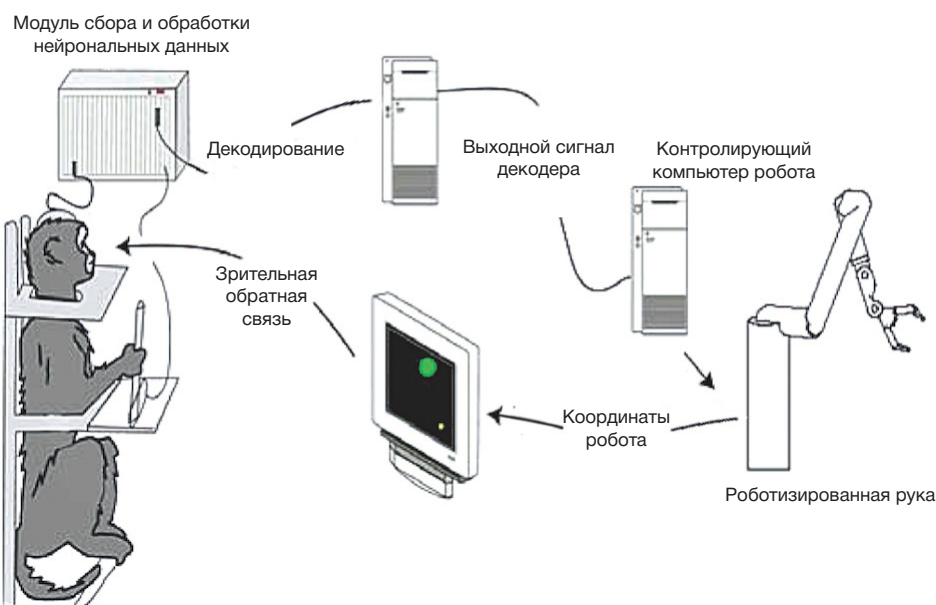 Модуль сбора и обработки
нейрональных данных
Декодирование
Выходной сигнал
декодера
Контролирующий
компьютер робота
Зрительная
обратная
связь
Координаты
робота
Роботизированная рука